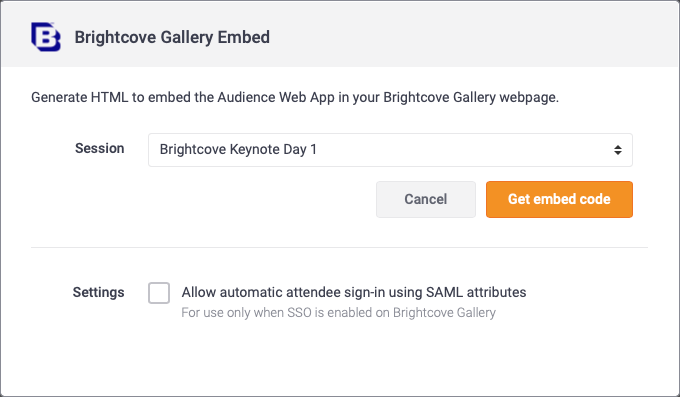 Brightcove Gallery Embed
Generate HTML to embed the Audience Web App in your Brightcove Gallery webpage.
Session
Brightcove Keynote Day 1
Cancel
Get embed code
Settings
Allow automatic attendee sign-in using SAML attributes
For use only when SSO is enabled on Brightcove Gallery